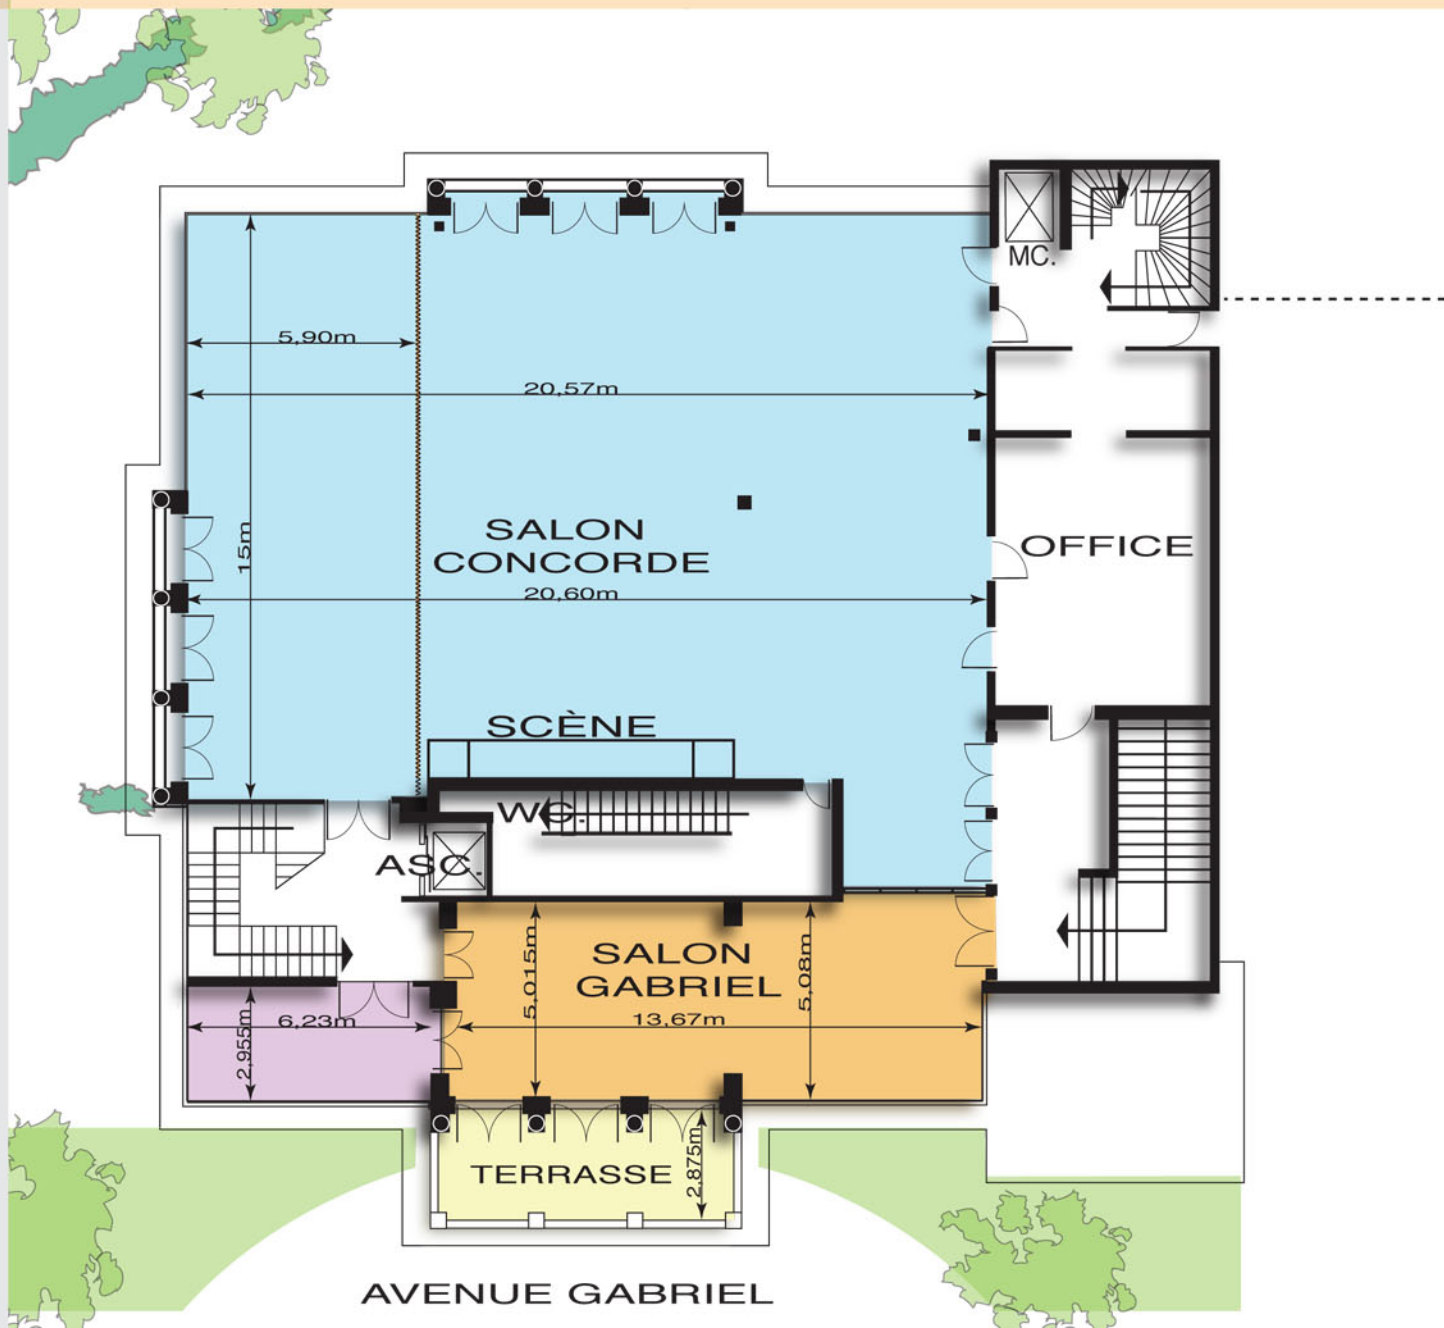 MC.
5,90m
20,57m
15m
SALON
CONCORDE
OFFICE
20,60m
SCÈNE
WC.
ASC.
5,015m
SALON
GABRIEL
5,08m
13,67m
6,23m
2,955m
TERRASSE
2,875m
AVENUE GABRIEL